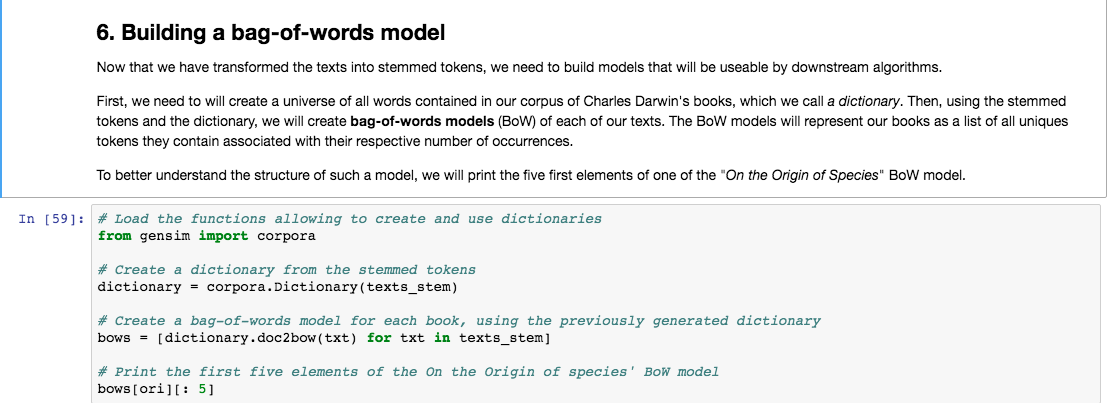 6. Building a bag-of-words model
Now that we have transformed the texts into stemmed tokens, we need to build models that will be useable by downstream algorithms.
First, we need to will create a universe of all words contained in our corpus of Charles Darwin's books, which we call a dictionary. Then, using the stemmed
tokens and the dictionary, we will create bag-of-words models (BoW) of each of our texts. The BoW models will represent our books as a list of all uniques
tokens they contain associated with their respective number of occurrences.
To better understand the structure of such a model, we will print the five first elements of one of the "On the Origin of Species" BoW model.
In [59]: # Load the functions allowing to create and use dictionaries
from gensim import corpora
# Create a dictionary from the stemmed tokens
dictionary = corpora.Dictionary(texts_stem)
# Create a bag-of-words model for each book, using the previously generated dictionary
bows = [dictionary.doc2bow(txt) for txt in texts_stem]
# Print the first five elements of the On the Origin of species' BoW model
bows[ori][: 5]